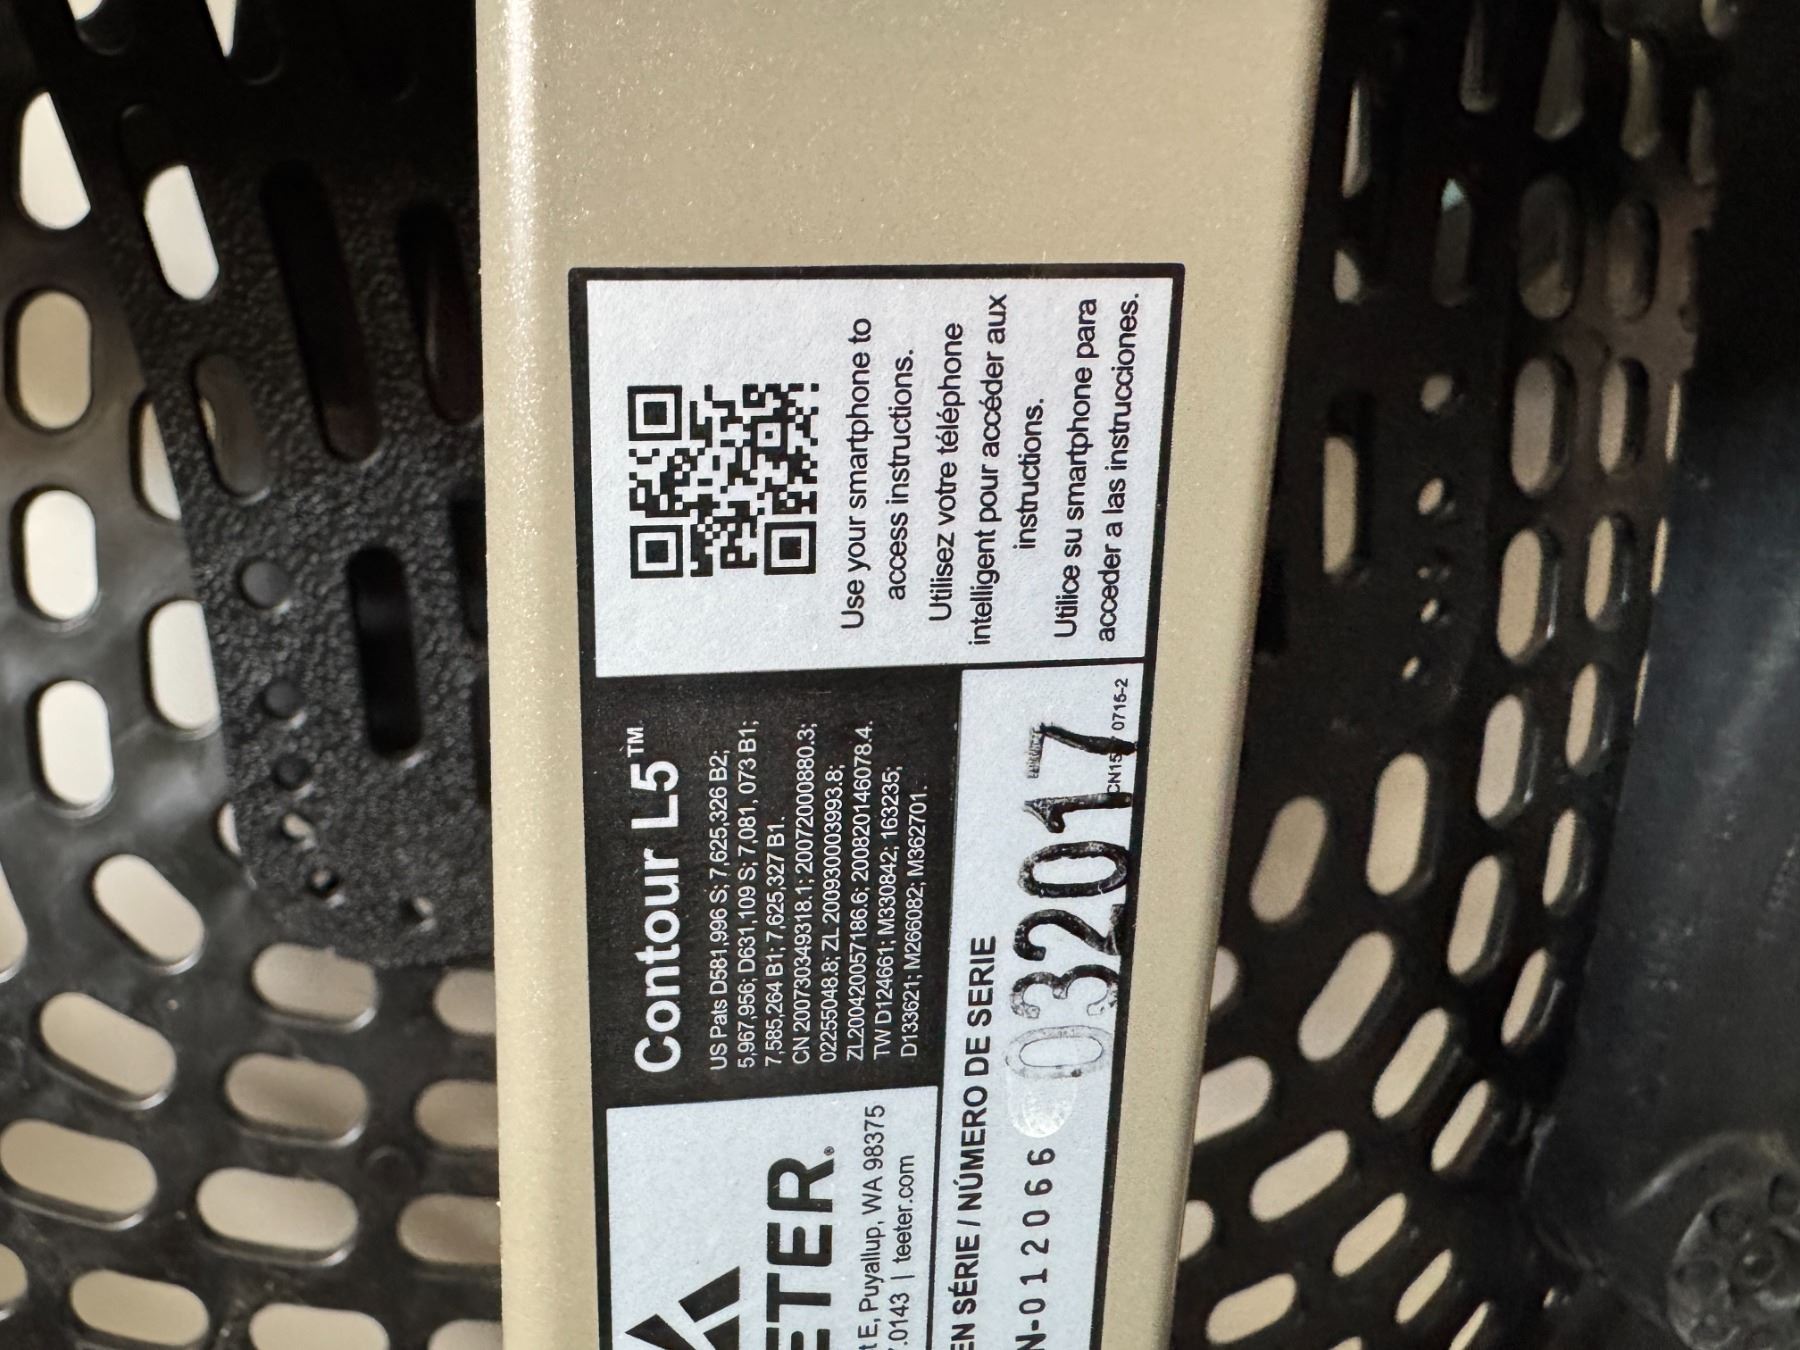 Use your smartphone to
access instructions.
Utilisez votre téléphone
intelligent pour accéder aux
instructions.
Utilice su smartphone para
acceder a las instrucciones.
Contour L5™
US Pats D581,996 S; 7,625,326 B2;
5,967,956; D631,109 S; 7,081, 073 B1;
7,585,264 B1; 7,625,327 B1.
CN 200730349318.1; 200720000880.3;
02255048.8; ZL 200930003993.8;
ZL200420057186.6; 200820146078.4.
TW D124661; M330842; 163235;
D133621; M266082; M362701.
ETER®
E, Puyallup, WA 98375
.0143 | teeter.com
EN SÉRIE / NÚMERO DE SERIE
N-012066
032017
0715-2